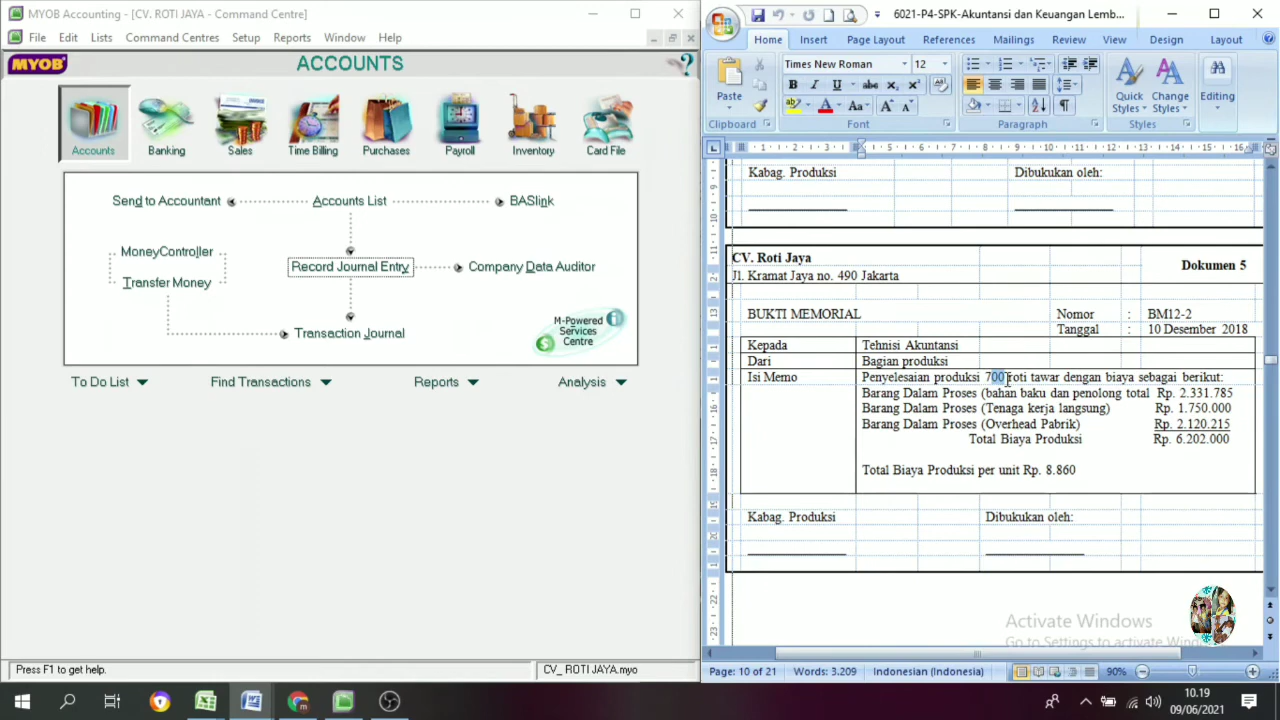 MYOB Accounting - [CV. ROTI JAYA - Command Centre]
File Edit Lists Command Centres Setup Reports Window Help
MYOB
ACCOUNTS
Accounts Banking Sales Time Billing Purchases Payroll Inventory Card File
Send to Accountant Accounts List BASlink
MoneyController
Record Journal Entry Company Data Auditor
Transfer Money
M-Powered
Services
Centre
Transaction Journal
To Do List Find Transactions Reports Analysis
Press F1 to get help.
CV_ ROTI JAYA.myo
6021-P4-SPK-Akuntansi dan Keuangan Lemb...
Home Insert Page Layout References Mailings Review View Design Layout
Times New Roman 12
Paste
Quick Styles
Change Styles
Editing
Clipboard Font Paragraph Styles
Kabag. Produksi Dibukukan oleh:
CV. Roti Jaya
Jl. Kramat Jaya no. 490 Jakarta
Dokumen 5
BUKTI MEMORIAL Nomor : BM12-2
Tanggal : 10 Desember 2018
Kepada Tehnisi Akuntansi
Dari Bagian produksi
Isi Memo Penyelesaian produksi 700 roti tawar dengan biaya sebagai berikut:
Barang Dalam Proses (bahan baku dan penolong total Rp. 2.331.785
Barang Dalam Proses (Tenaga kerja langsung) Rp. 1.750.000
Barang Dalam Proses (Overhead Pabrik) Rp. 2.120.215
Total Biaya Produksi Rp. 6.202.000
Total Biaya Produksi per unit Rp. 8.860
Kabag. Produksi Dibukukan oleh:
Activate Windows
Go to Settings to activate Windows
Page: 10 of 21 Words: 3.209 Indonesian (Indonesia) 90%
10.19
09/06/2021